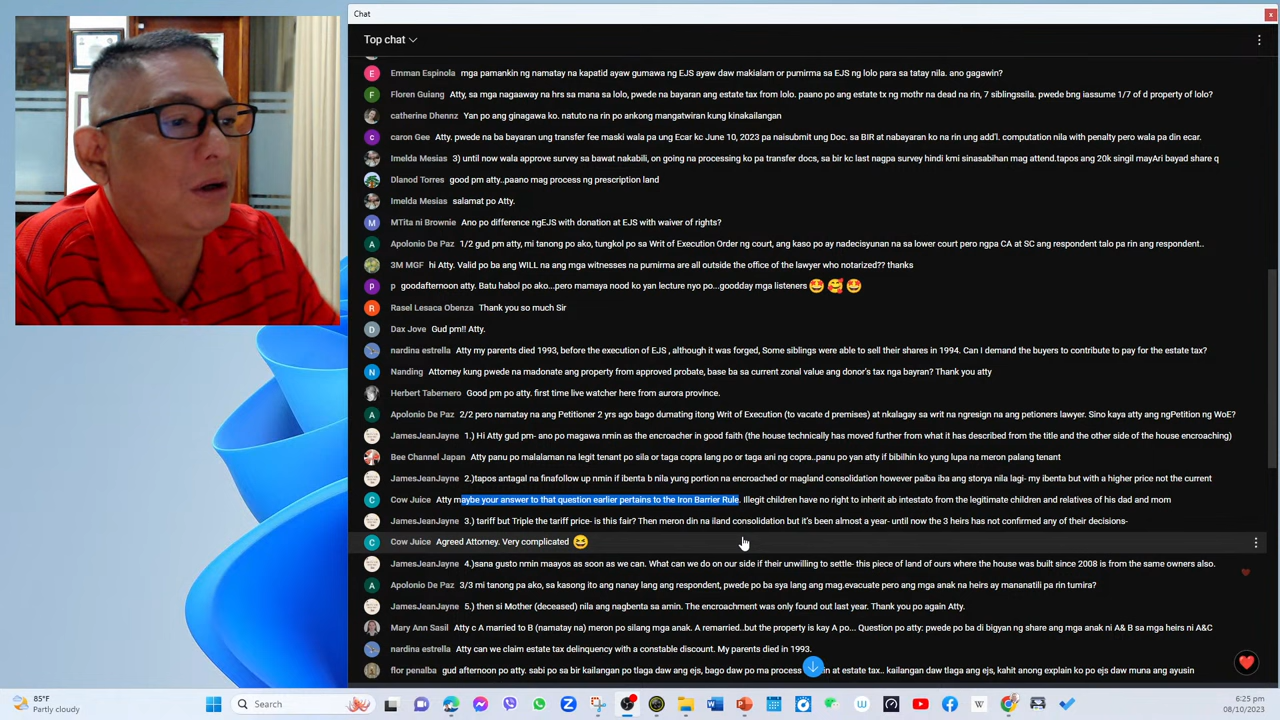 Chat
Top chat
E Emman Espinola mga pamankin ng namatay na kapatid ayaw gumawa ng EJS ayaw daw makialam or pumirma sa EJS ng lolo para sa tatay nila. ano gagawin?
F Floren Guiang Atty, sa mga nagaaway na hrs sa mana sa lolo, pwede na bayaran ang estate tax from lolo. paano po ang estate tx ng mothr na dead na rin, 7 siblingssila. pwede bng iassume 1/7 of d property of lolo?
catherine Dhennz Yan po ang ginagawa ko. natuto na rin po ankong mangatwiran kung kinakailangan
c caron Gee Atty. pwede na ba bayaran ung transfer fee maski wala pa ung Ecar kc June 10, 2023 pa naisubmit ung Doc. sa BIR at nabayaran ko na rin ung add'l. computation nila with penalty pero wala pa din ecar.
Imelda Mesias 3) until now wala approve survey sa bawat nakabili, on going na processing ko pa transfer docs, sa bir kc last nagpa survey hindi kmi sinasabihan mag attend.tapos ang 20k singil mayAri bayad share q
Dlanod Torres good pm atty..paano mag process ng prescription land
Imelda Mesias salamat po Atty.
M MTita ni Brownie Ano po difference ngEJS with donation at EJS with waiver of rights?
A Apolonio De Paz 1/2 gud pm atty, mi tanong po ako, tungkol po sa Writ of Execution Order ng court, ang kaso po ay nadecisyunan na sa lower court pero ngpa CA at SC ang respondent talo pa rin ang respondent..
3M MGF hi Atty. Valid po ba ang WILL na ang mga witnesses na pumirma are all outside the office of the lawyer who notarized?? thanks
p p goodafternoon atty. Batu habol po ako...pero mamaya nood ko yan lecture nyo po...goodday mga listeners 🤩🥰🤩
R Rasel Lesaca Obenza Thank you so much Sir
D Dax Jove Gud pm!! Atty.
nardina estrella Atty my parents died 1993, before the execution of EJS , although it was forged, Some siblings were able to sell their shares in 1994. Can I demand the buyers to contribute to pay for the estate tax?
N Nanding Attorney kung pwede na madonate ang property from approved probate, base ba sa current zonal value ang donor's tax nga bayran? Thank you atty
Herbert Tabernero Good pm po atty. first time live watcher here from aurora province.
A Apolonio De Paz 2/2 pero namatay na ang Petitioner 2 yrs ago bago dumating itong Writ of Execution (to vacate d premises) at nkalagay sa writ na ngresign na ang petioners lawyer. Sino kaya atty ang ngPetition ng WoE?
JamesJeanJayne 1.) Hi Atty gud pm- ano po magawa nmin as the encroacher in good faith (the house technically has moved further from what it has described from the title and the other side of the house encroaching)
Bee Channel Japan Atty panu po malalaman na legit tenant po sila or taga copra lang po or taga ani ng copra..panu po yan atty if bibilhin ko yung lupa na meron palang tenant
JamesJeanJayne 2.)tapos antagal na finafollow up nmin if ibenta b nila yung portion na encroached or magland consolidation however paiba iba ang storya nila lagi- my ibenta but with a higher price not the current
C Cow Juice Atty maybe your answer to that question earlier pertains to the Iron Barrier Rule. Illegit children have no right to inherit ab intestato from the legitimate children and relatives of his dad and mom
JamesJeanJayne 3.) tariff but Triple the tariff price- is this fair? Then meron din na iland consolidation but it's been almost a year- until now the 3 heirs has not confirmed any of their decisions-
C Cow Juice Agreed Attorney. Very complicated 😆
JamesJeanJayne 4.)sana gusto nmin maayos as soon as we can. What can we do on our side if their unwilling to settle- this piece of land of ours where the house was built since 2008 is from the same owners also.
A Apolonio De Paz 3/3 mi tanong pa ako, sa kasong ito ang nanay lang ang respondent, pwede po ba sya lang ang mag.evacuate pero ang mga anak na heirs ay mananatili pa rin tumira?
JamesJeanJayne 5.) then si Mother (deceased) nila ang nagbenta sa amin. The encroachment was only found out last year. Thank you po again Atty.
Mary Ann Sasil Atty c A married to B (namatay na) meron po silang mga anak. A remarried..but the property is kay A po... Question po atty: pwede po ba di bigyan ng share ang mga anak ni A& B sa mga heirs ni A&C
nardina estrella Atty can we claim estate tax delinquency with a constable discount. My parents died in 1993.
flor penalba gud afternoon po atty. sabi po sa bir kailangan po tlaga daw ang ejs, bago daw po ma process
in at estate tax.. kailangan daw tlaga ang ejs, kahit anong explain ko po ejs daw muna ang ayusin
85°F
Partly cloudy
Search
6:25 pm
08/10/2023